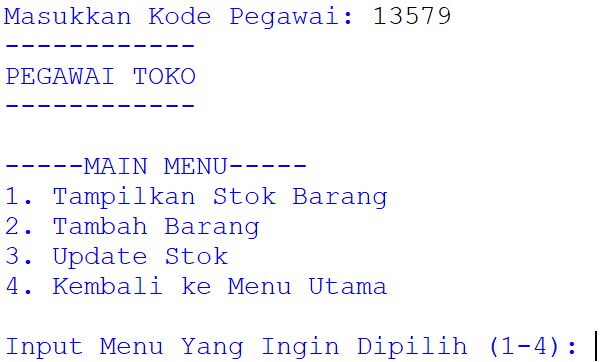 Masukkan Kode Pegawai: 13579
------------
PEGAWAI TOKO
------------
-----MAIN MENU-----
1. Tampilkan Stok Barang
2. Tambah Barang
3. Update Stok
4. Kembali ke Menu Utama
Input Menu Yang Ingin Dipilih (1-4):